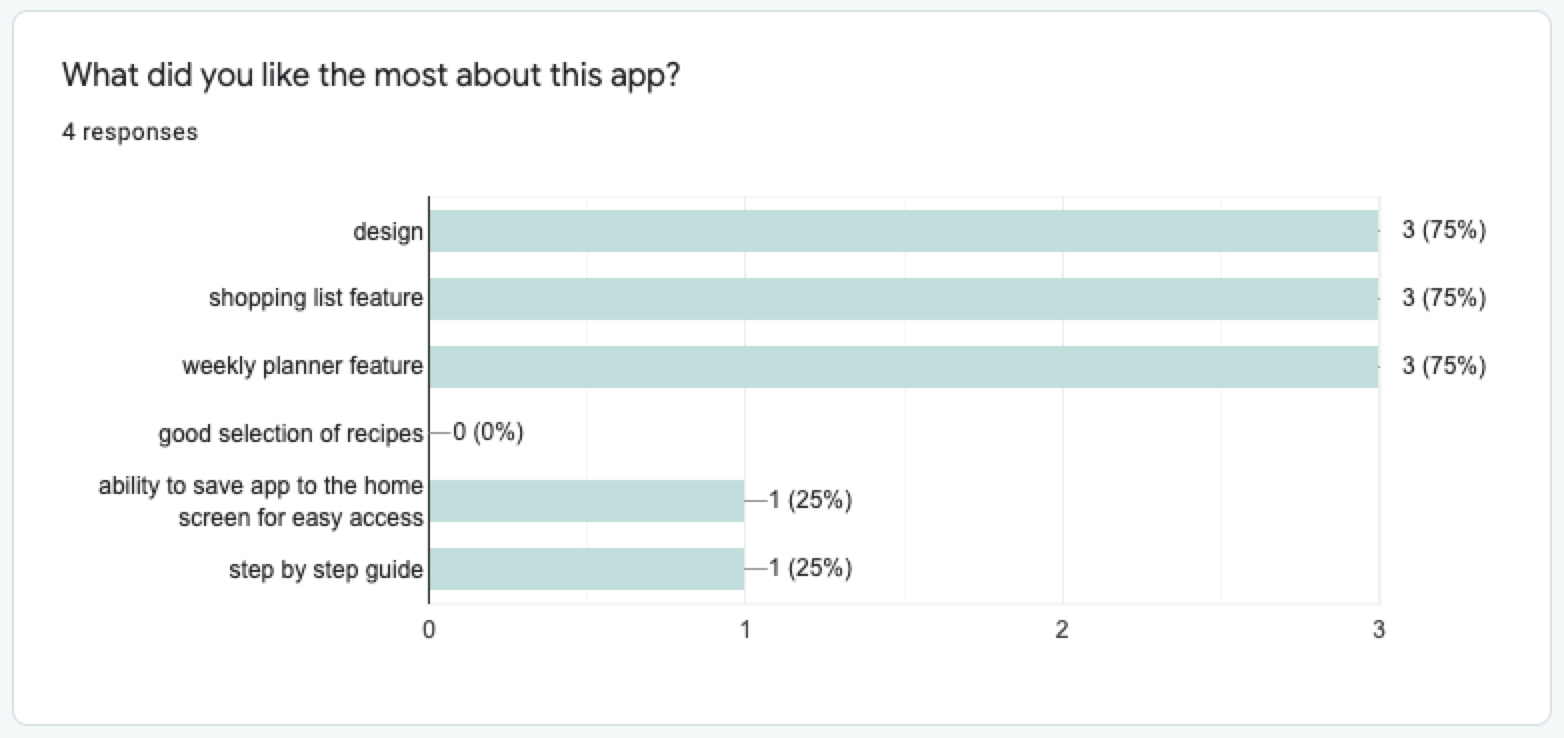 What did you like the most about this app?
4 responses
design
3 (75%)
shopping list feature
3 (75%)
weekly planner feature
3 (75%)
good selection of recipes
0 (0%)
ability to save app to the home
screen for easy access
1 (25%)
step by step guide
1 (25%)
0 1 2 3